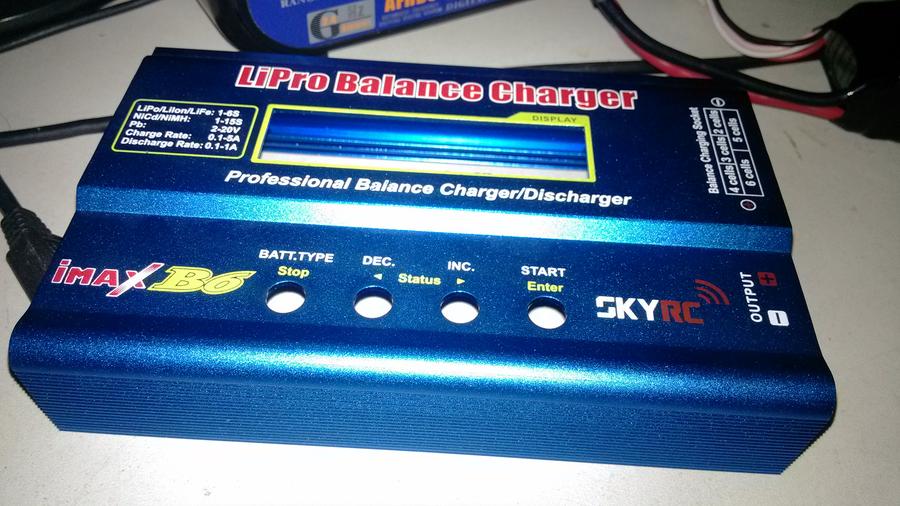 AFRDS
G
LiPro Balance Charger
LiPo/LiIon/LiFe: 1-6S
NiCd/NiMH: 1-15S
Pb: 2-20V
Charge Rate: 0.1-5A
Discharge Rate: 0.1-1A
DISPLAY
Professional Balance Charger/Discharger
Balance Charging Socket
4 cells 3 cells 2 cells
6 cells 5 cells
iMAX B6
BATT.TYPE
Stop
DEC.
◄ Status ►
INC.
START
Enter
SKYRC
OUTPUT